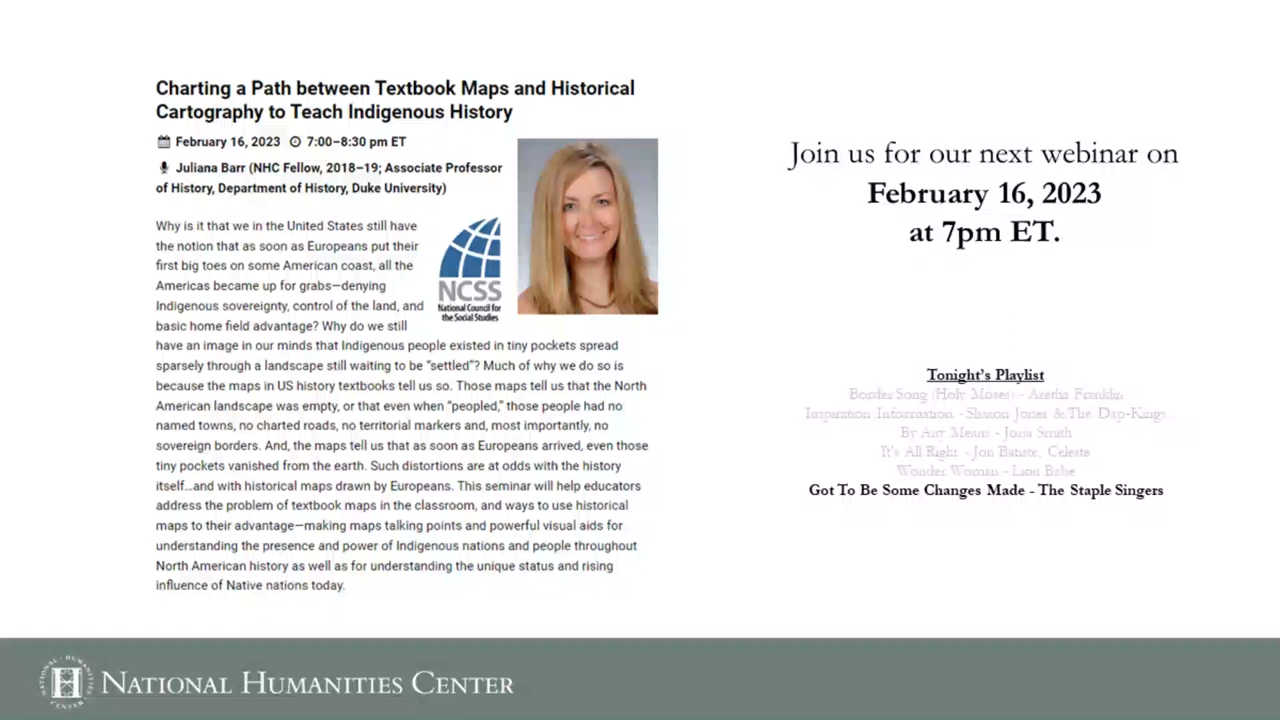 Charting a Path between Textbook Maps and Historical
Cartography to Teach Indigenous History
February 16, 2023 7:00–8:30 pm ET
Juliana Barr (NHC Fellow, 2018–19; Associate Professor
of History, Department of History, Duke University)
Why is it that we in the United States still have
the notion that as soon as Europeans put their
first big toes on some American coast, all the
Americas became up for grabs—denying
Indigenous sovereignty, control of the land, and
basic home field advantage? Why do we still
have an image in our minds that Indigenous people existed in tiny pockets spread
sparsely through a landscape still waiting to be “settled”? Much of why we do so is
because the maps in US history textbooks tell us so. Those maps tell us that the North
American landscape was empty, or that even when “peopled,” those people had no
named towns, no charted roads, no territorial markers and, most importantly, no
sovereign borders. And, the maps tell us that as soon as Europeans arrived, even those
tiny pockets vanished from the earth. Such distortions are at odds with the history
itself…and with historical maps drawn by Europeans. This seminar will help educators
address the problem of textbook maps in the classroom, and ways to use historical
maps to their advantage—making maps talking points and powerful visual aids for
understanding the presence and power of Indigenous nations and people throughout
North American history as well as for understanding the unique status and rising
influence of Native nations today.
NCSS
National Council for
the Social Studies
Join us for our next webinar on
February 16, 2023
at 7pm ET.
Tonight’s Playlist
Border Song (Holy Moses) - Aretha Franklin
Inspiration Information - Sharon Jones & The Dap-Kings
By Any Means - Jorja Smith
It's All Right - Jon Batiste, Celeste
Wonder Woman - Lion Babe
Got To Be Some Changes Made - The Staple Singers
NATIONAL HUMANITIES CENTER
NATIONAL HUMANITIES CENTER